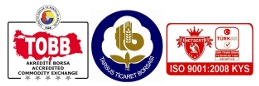 TOBB
AKREDİTE BORSA
ACCREDITED
COMMODITY EXCHANGE
TARSUS TİCARET BORSASI
TÜRKAK
ISO 9001:2008 KYS